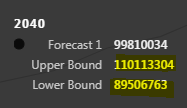 2040
Forecast 1 99810034
Upper Bound 110113304
Lower Bound 89506763